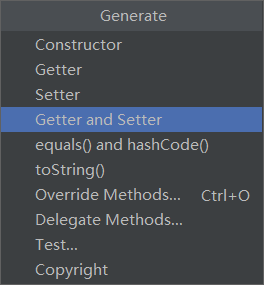 Generate
Constructor
Getter
Setter
Getter and Setter
equals() and hashCode()
toString()
Override Methods... Ctrl+O
Delegate Methods...
Test...
Copyright